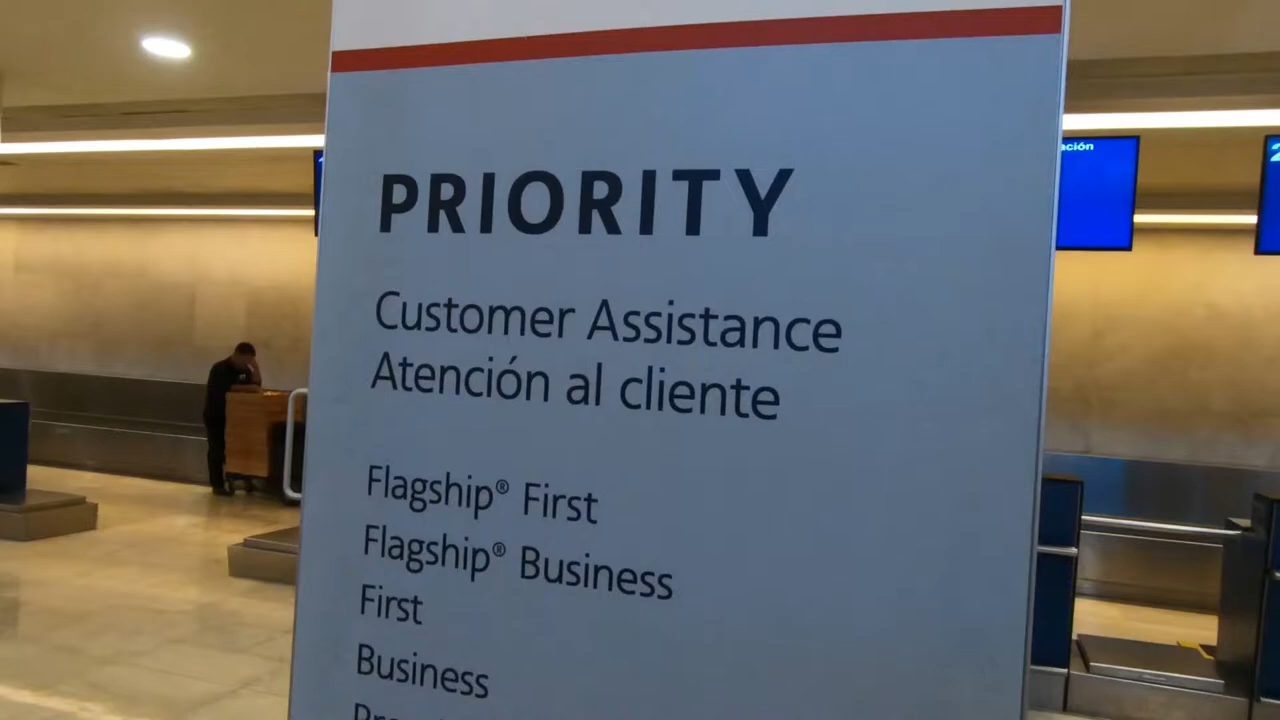 PRIORITY
Customer Assistance
Atención al cliente
Flagship® First
Flagship® Business
First
Business